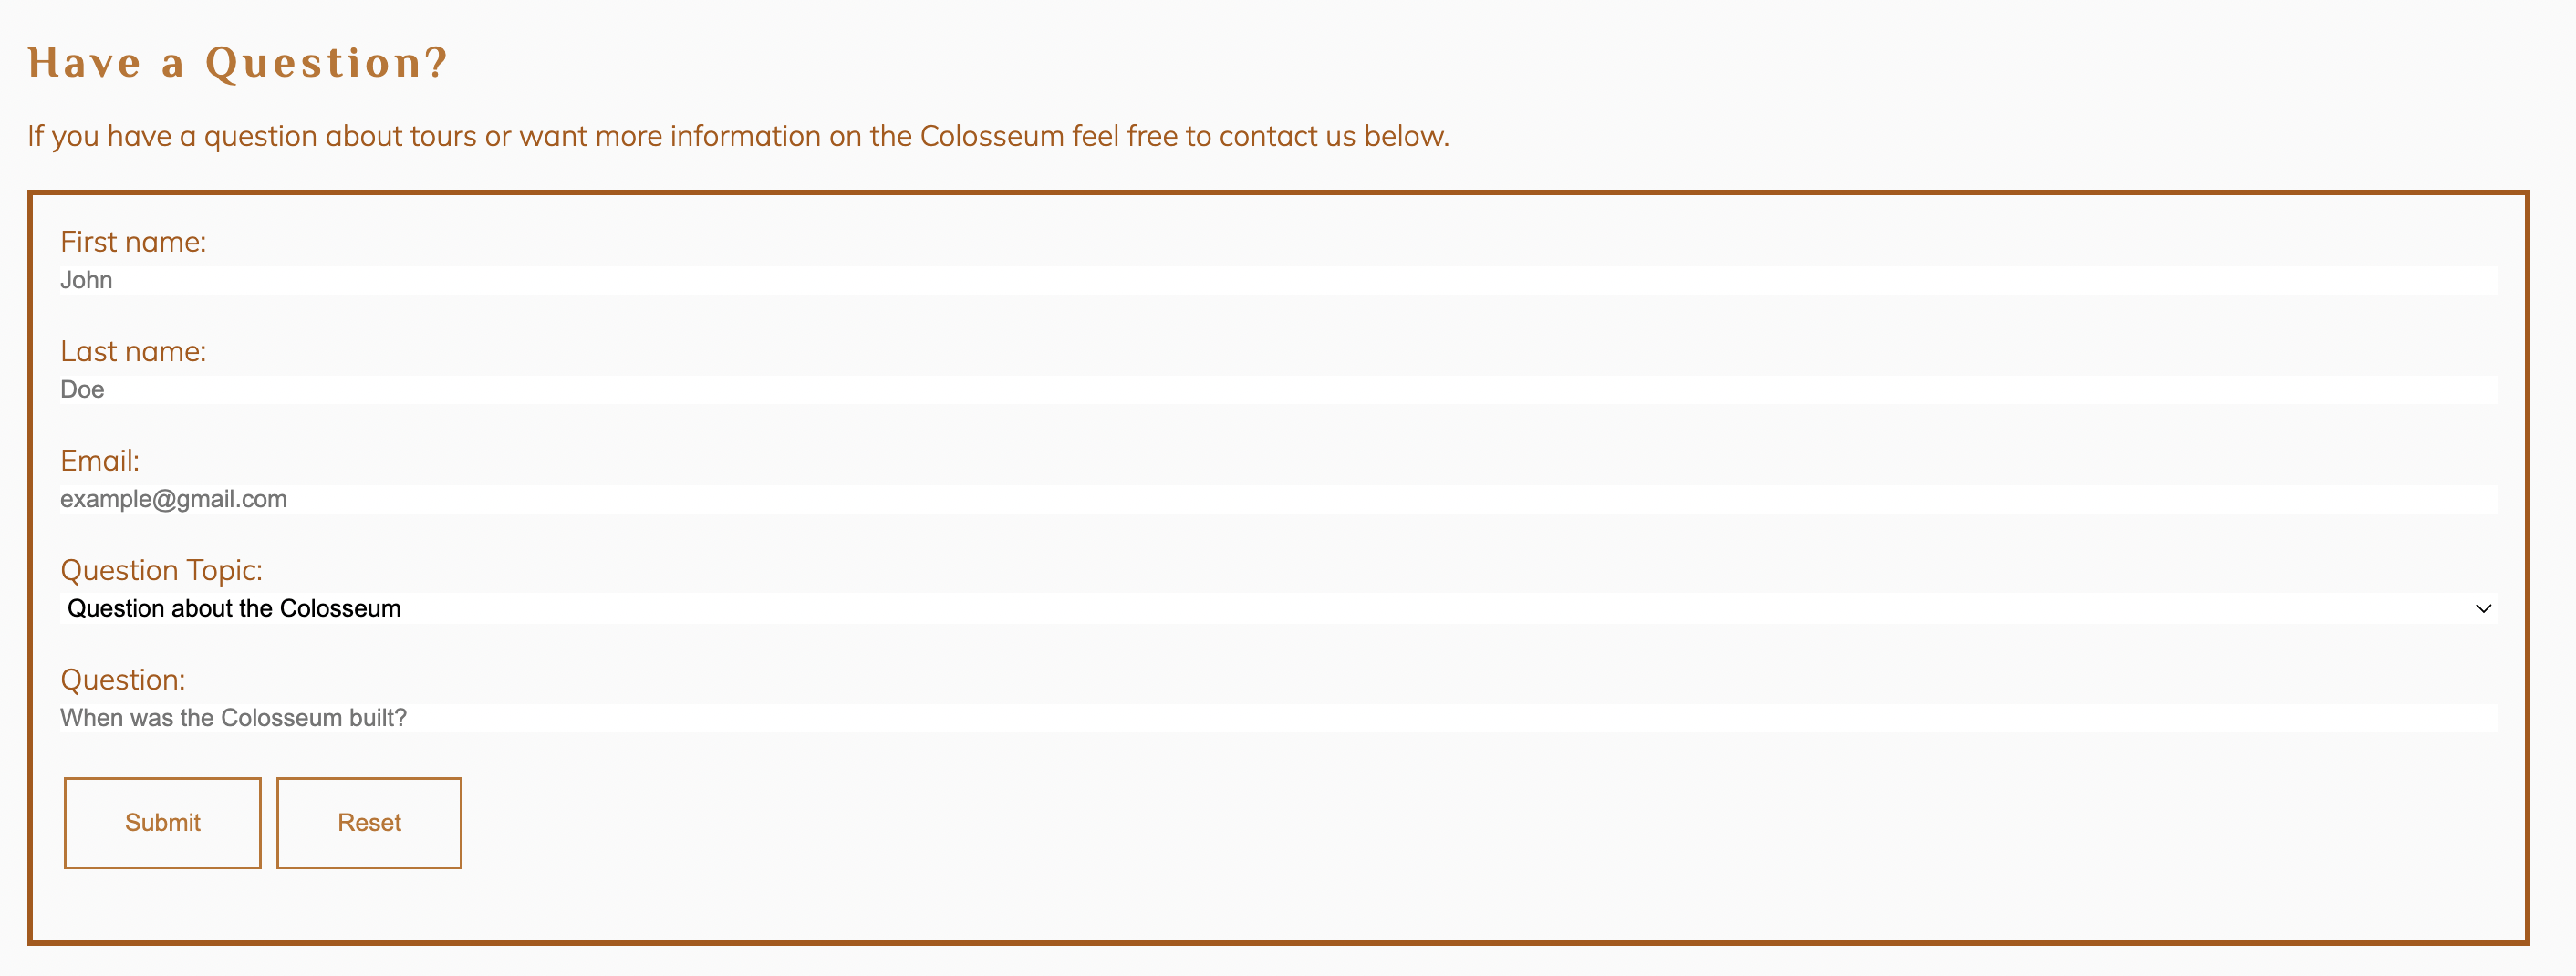 Have a Question?
If you have a question about tours or want more information on the Colosseum feel free to contact us below.
First name:
John
Last name:
Doe
Email:
example@gmail.com
Question Topic:
Question about the Colosseum
Question:
When was the Colosseum built?
Submit Reset